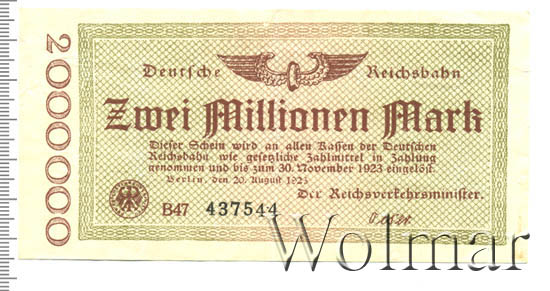 2000000
Deutsche Reichsbahn
Zwei Millionen Mark
Dieser Schein wird an allen Kassen der Deutschen
Reichsbahn wie gesetzliche Zahlmittel in Zahlung
genommen und bis zum 30. November 1923 eingelöst.
Berlin, den 20. August 1923
Der Reichsverkehrsminister.
B47 437544
Wolmar